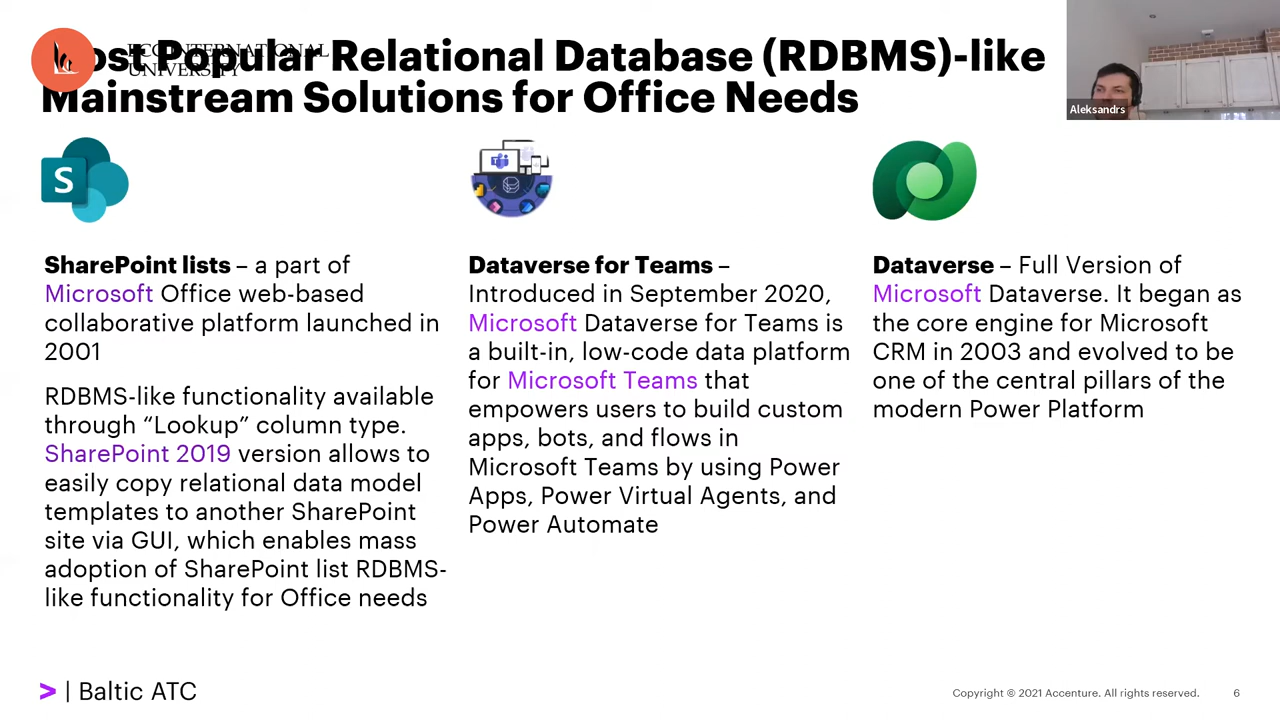 Most Popular Relational Database (RDBMS)-like
Mainstream Solutions for Office Needs
INTERNATIONAL
UNIVERSITY
Aleksandrs
S
SharePoint lists – a part of
Microsoft Office web-based
collaborative platform launched in
2001
RDBMS-like functionality available
through “Lookup” column type.
SharePoint 2019 version allows to
easily copy relational data model
templates to another SharePoint
site via GUI, which enables mass
adoption of SharePoint list RDBMS-
like functionality for Office needs
Dataverse for Teams –
Introduced in September 2020,
Microsoft Dataverse for Teams is
a built-in, low-code data platform
for Microsoft Teams that
empowers users to build custom
apps, bots, and flows in
Microsoft Teams by using Power
Apps, Power Virtual Agents, and
Power Automate
Dataverse – Full Version of
Microsoft Dataverse. It began as
the core engine for Microsoft
CRM in 2003 and evolved to be
one of the central pillars of the
modern Power Platform
> | Baltic ATC
Copyright © 2021 Accenture. All rights reserved. 6